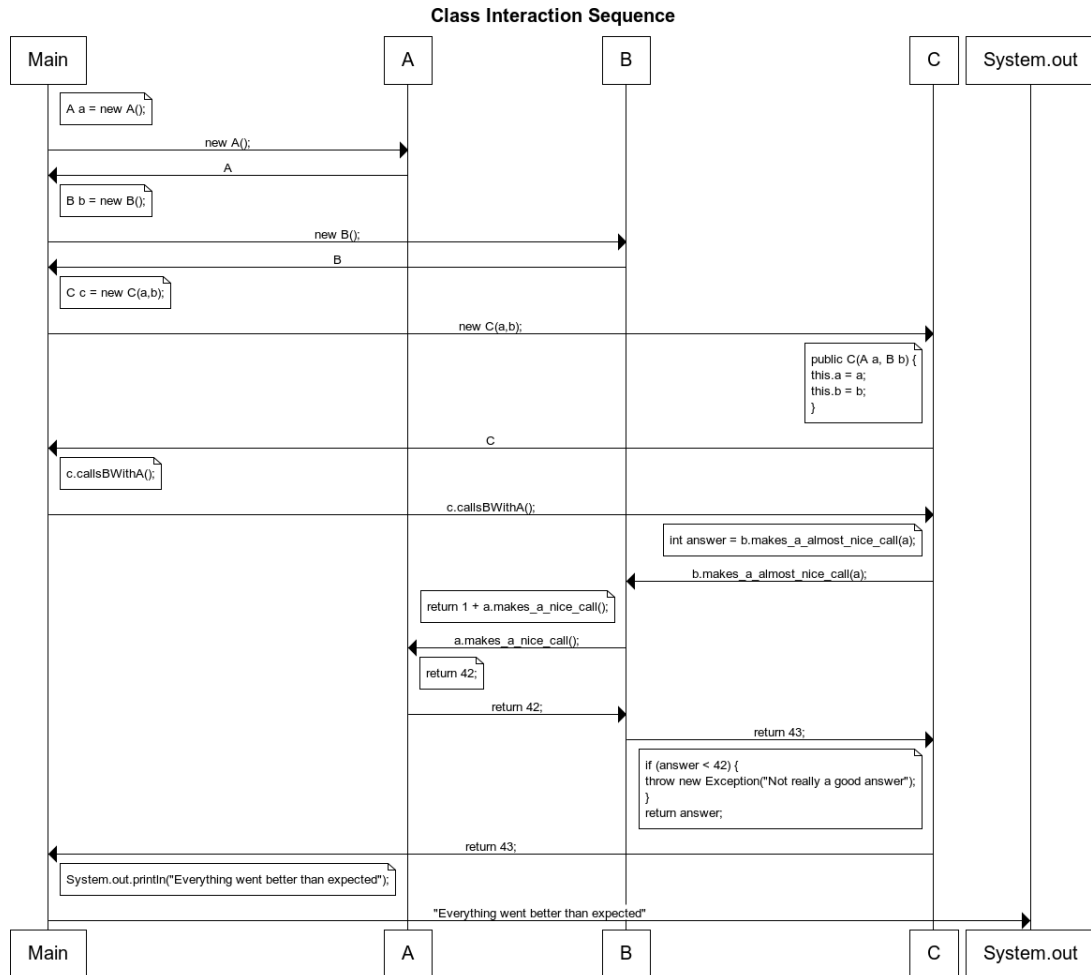 Class Interaction Sequence
Main
A
B
C
System.out
A a = new A();
new A();
A
B b = new B();
new B();
B
C c = new C(a,b);
new C(a,b);
public C(A a, B b) {
this.a = a;
this.b = b;
}
C
c.callsBWithA();
c.callsBWithA();
int answer = b.makes_a_almost_nice_call(a);
b.makes_a_almost_nice_call(a);
return 1 + a.makes_a_nice_call();
a.makes_a_nice_call();
return 42;
return 42;
return 43;
if (answer < 42) {
throw new Exception("Not really a good answer");
}
return answer;
return 43;
System.out.println("Everything went better than expected");
"Everything went better than expected"
Main
A
B
C
System.out